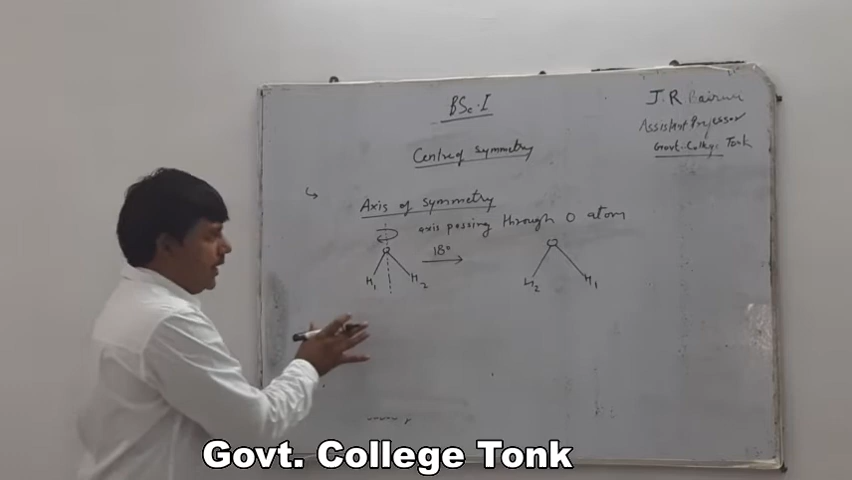 BSc-I
J.R Bairwa
Assistant Professor
Govt. College Tonk
Centre of symmetry
Axis of symmetry
axis passing through O atom
18°
O
H1 H2
O
H2 H1
Govt. College Tonk